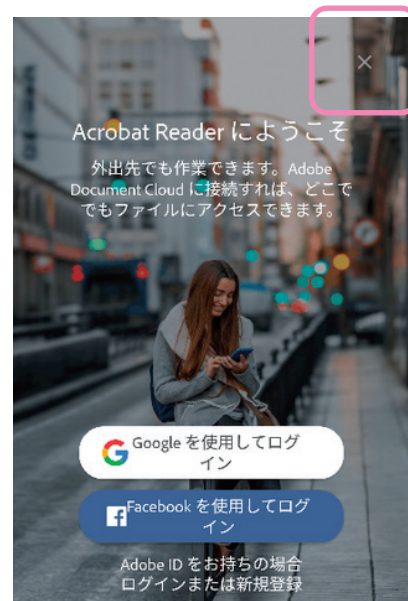 Acrobat Reader にようこそ
外出先でも作業できます。Adobe
Document Cloud に接続すれば、どこで
でもファイルにアクセスできます。
Google を使用してログ
イン
Facebook を使用してログ
イン
Adobe ID をお持ちの場合
ログインまたは新規登録